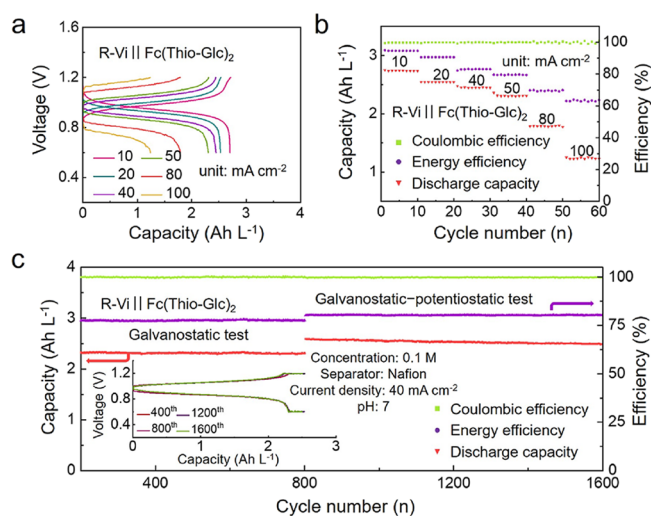 a
R-Vi || Fc(Thio-Glc)2
Voltage (V)
1.6
1.2
0.8
0.4
10 50
20 80
40 100
unit: mA cm-2
0 1 2 3 4
Capacity (Ah L-1)
b
Capacity (Ah L-1)
3
2
1
unit: mA cm-2
10
20
40
50
80
100
R-Vi || Fc(Thio-Glc)2
Coulombic efficiency
Energy efficiency
Discharge capacity
100
80
60
40
20
0
Efficiency (%)
0 10 20 30 40 50 60
Cycle number (n)
c
Capacity (Ah L-1)
4
3
2
1
0
R-Vi || Fc(Thio-Glc)2
Galvanostatic test
Galvanostatic−potentiostatic test
Voltage (V)
1.2
0.8
0.4
400th 1200th
800th 1600th
0 1 2
Capacity (Ah L-1)
Concentration: 0.1 M
Separator: Nafion
Current density: 40 mA cm-2
pH: 7
Coulombic efficiency
Energy efficiency
Discharge capacity
100
75
50
25
0
Efficiency (%)
400 800 1200 1600
Cycle number (n)